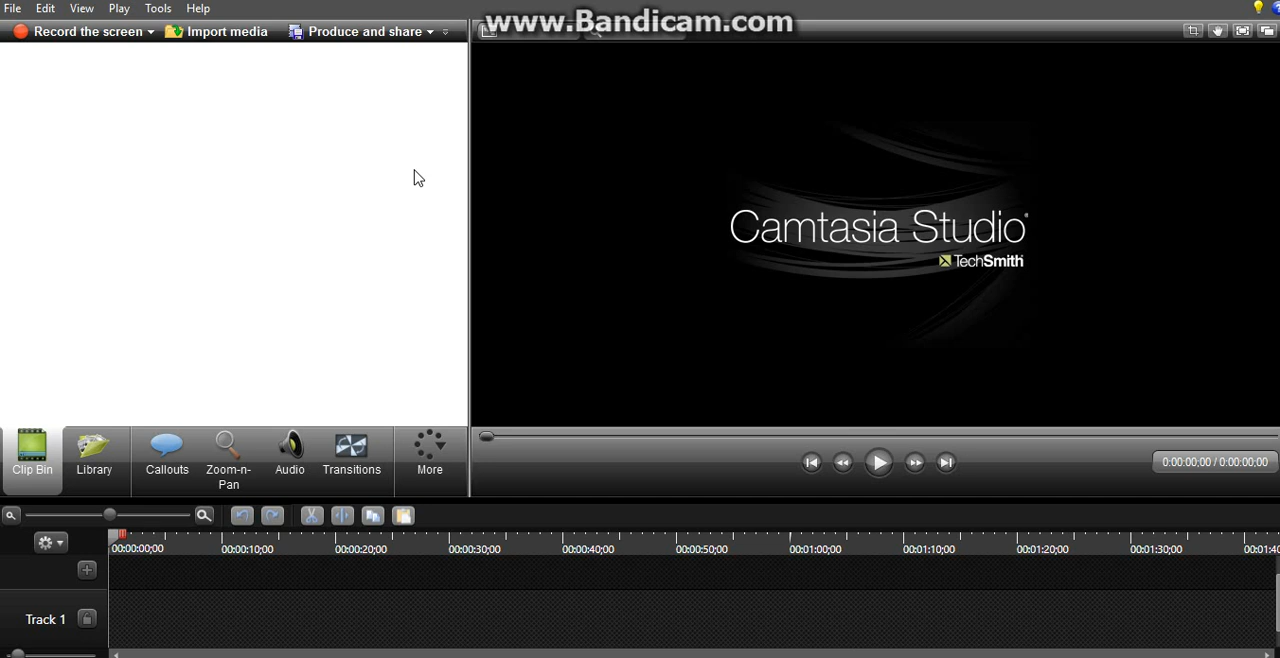 File Edit View Play Tools Help
www.Bandicam.com
Record the screen Import media Produce and share
Camtasia Studio®
TechSmith
Clip Bin Library Callouts Zoom-n-Pan Audio Transitions More
0:00:00;00 / 0:00:00;00
00:00:00;00 00:00:10;00 00:00:20;00 00:00:30;00 00:00:40;00 00:00:50;00 00:01:00;00 00:01:10;00 00:01:20;00 00:01:30;00 00:01:40
Track 1